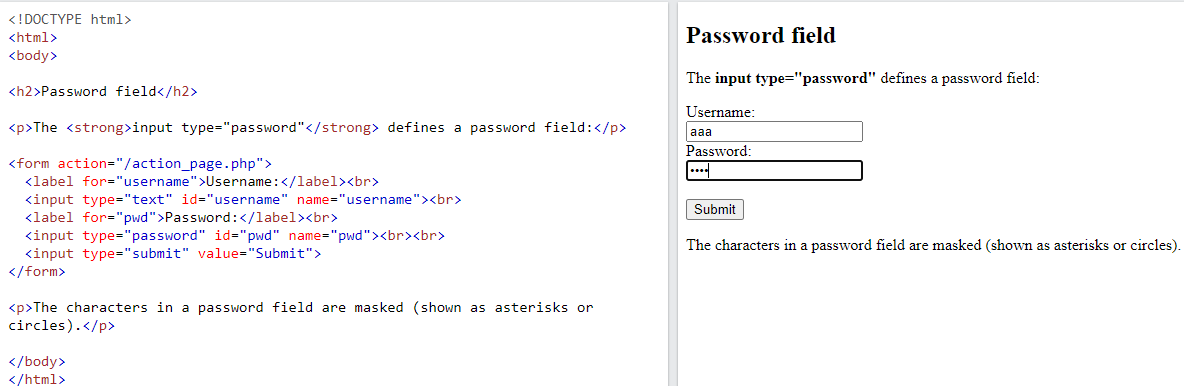 <!DOCTYPE html>
<html>
<body>
<h2>Password field</h2>
<p>The <strong>input type="password"</strong> defines a password field:</p>
<form action="/action_page.php">
<label for="username">Username:</label><br>
<input type="text" id="username" name="username"><br>
<label for="pwd">Password:</label><br>
<input type="password" id="pwd" name="pwd"><br><br>
<input type="submit" value="Submit">
</form>
<p>The characters in a password field are masked (shown as asterisks or
circles).</p>
</body>
</html>
Password field
The input type="password" defines a password field:
Username:
aaa
Password:
••••
Submit
The characters in a password field are masked (shown as asterisks or circles).